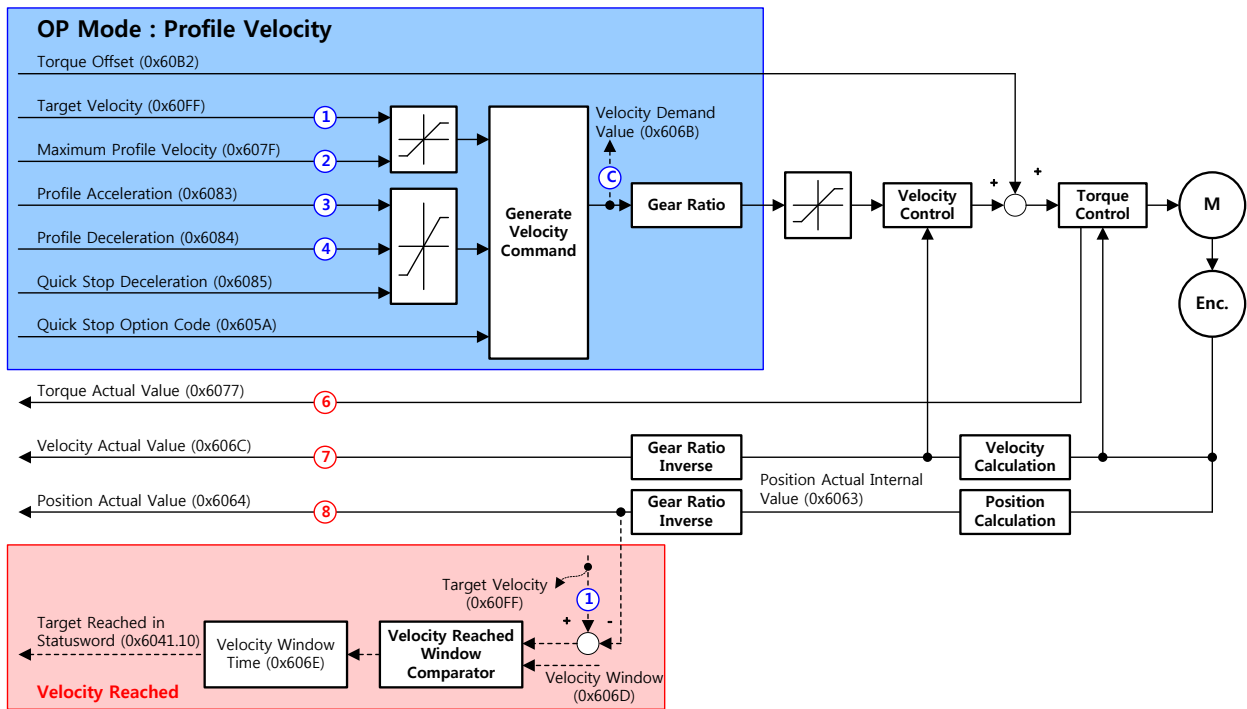 OP Mode : Profile Velocity
Torque Offset (0x60B2)
Target Velocity (0x60FF)
1
Maximum Profile Velocity (0x607F)
2
Profile Acceleration (0x6083)
3
Profile Deceleration (0x6084)
4
Quick Stop Deceleration (0x6085)
Quick Stop Option Code (0x605A)
Generate
Velocity
Command
Velocity Demand
Value (0x606B)
C
Gear Ratio
Velocity
Control
+
+
Torque
Control
M
Enc.
Torque Actual Value (0x6077)
6
Velocity Actual Value (0x606C)
7
Gear Ratio
Inverse
Velocity
Calculation
Position Actual Value (0x6064)
8
Gear Ratio
Inverse
Position Actual Internal
Value (0x6063)
Position
Calculation
Target Velocity
(0x60FF)
1
+
-
Target Reached in
Statusword (0x6041.10)
Velocity Window
Time (0x606E)
Velocity Reached
Window
Comparator
Velocity Window
(0x606D)
Velocity Reached